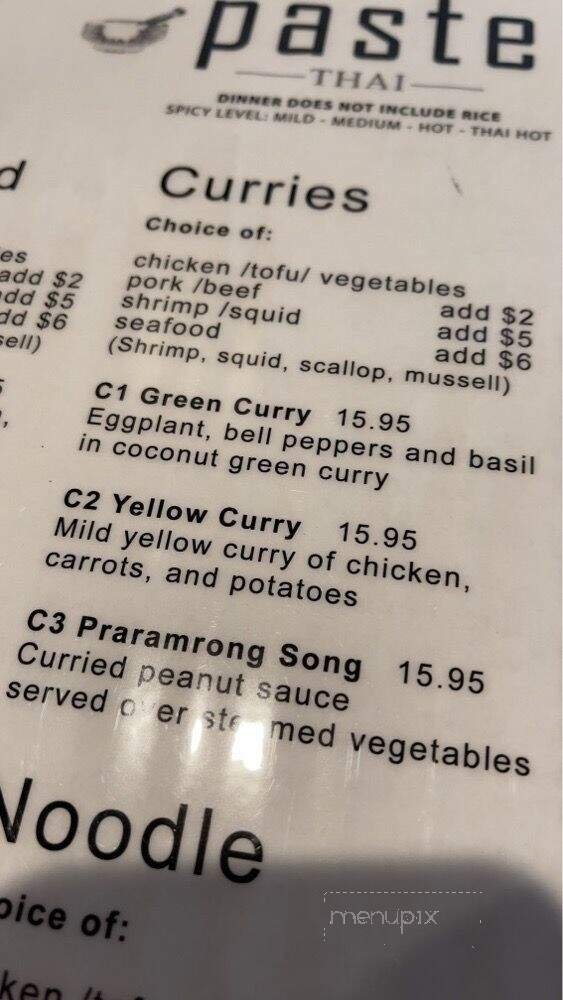 paste
THAI
DINNER DOES NOT INCLUDE RICE
SPICY LEVEL: MILD - MEDIUM - HOT - THAI HOT
d
Curries
Choice of:
es
add $2
dd $5
dd $6
sell)
chicken /tofu/ vegetables
pork /beef add $2
shrimp /squid add $5
seafood add $6
(Shrimp, squid, scallop, mussell)
C1 Green Curry 15.95
Eggplant, bell peppers and basil
in coconut green curry
C2 Yellow Curry 15.95
Mild yellow curry of chicken,
carrots, and potatoes
C3 Praramrong Song 15.95
Curried peanut sauce
served over steamed vegetables
Noodle
oice of:
menupix